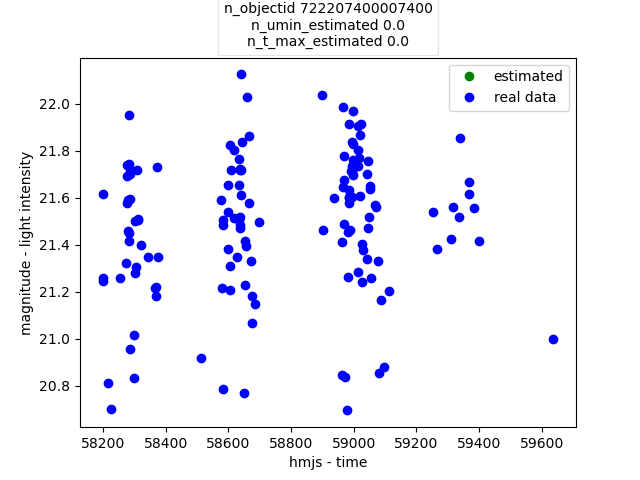 n_objectid 722207400007400
n_umin_estimated 0.0
n_t_max_estimated 0.0
estimated
real data
magnitude - light intensity
22.0
21.8
21.6
21.4
21.2
21.0
20.8
58200 58400 58600 58800 59000 59200 59400 59600
hmjs - time